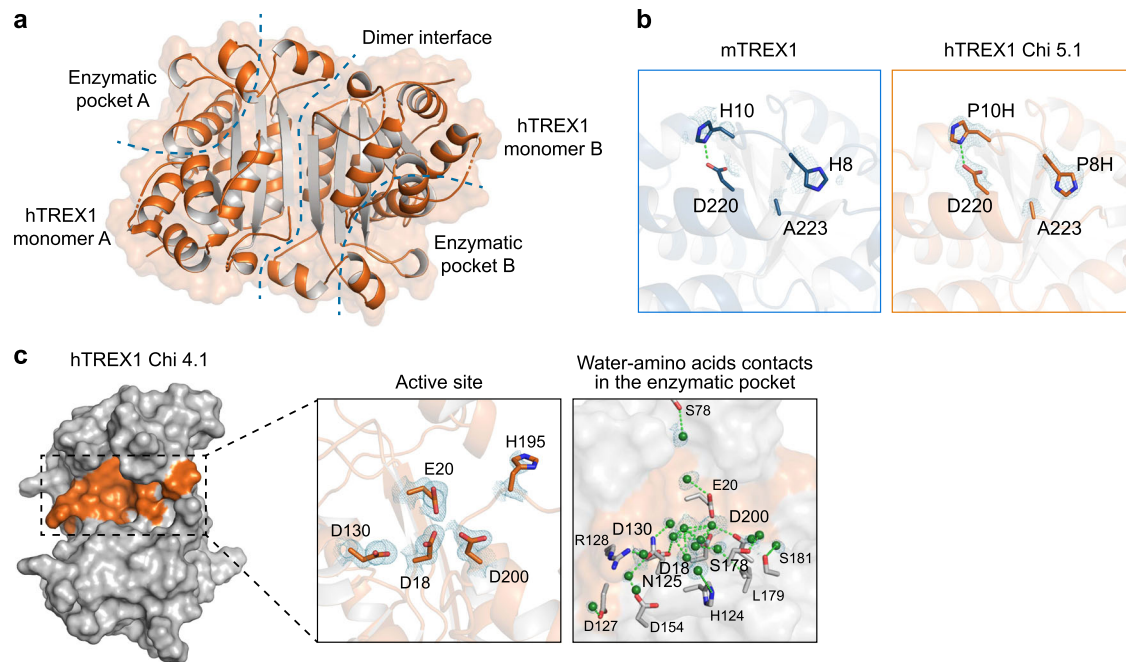 a
Dimer interface
Enzymatic
pocket A
hTREX1
monomer B
hTREX1
monomer A
Enzymatic
pocket B
b
mTREX1
H10
H8
D220
A223
hTREX1 Chi 5.1
P10H
P8H
D220
A223
c
hTREX1 Chi 4.1
Active site
H195
E20
D130
D18
D200
Water-amino acids contacts
in the enzymatic pocket
S78
E20
D130
D200
R128
D18
S178
S181
N125
L179
D127
D154
H124